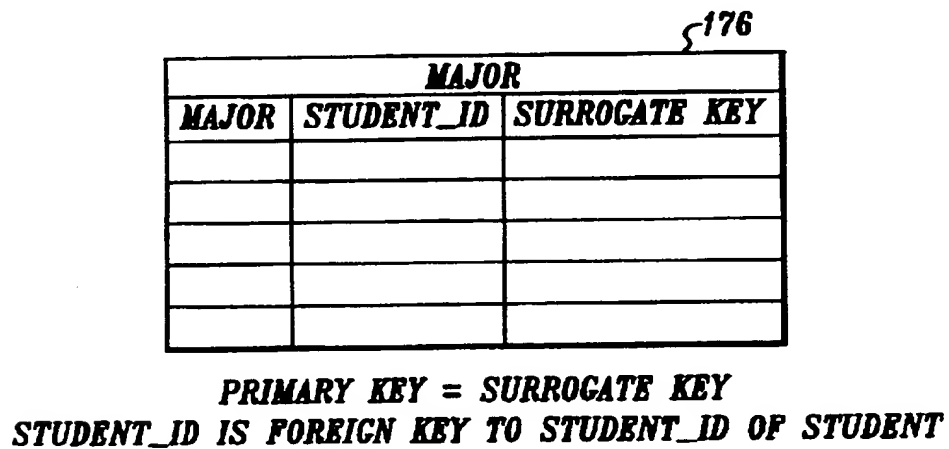 176
MAJOR
MAJOR STUDENT_ID SURROGATE KEY
PRIMARY KEY = SURROGATE KEY
STUDENT_ID IS FOREIGN KEY TO STUDENT_ID OF STUDENT